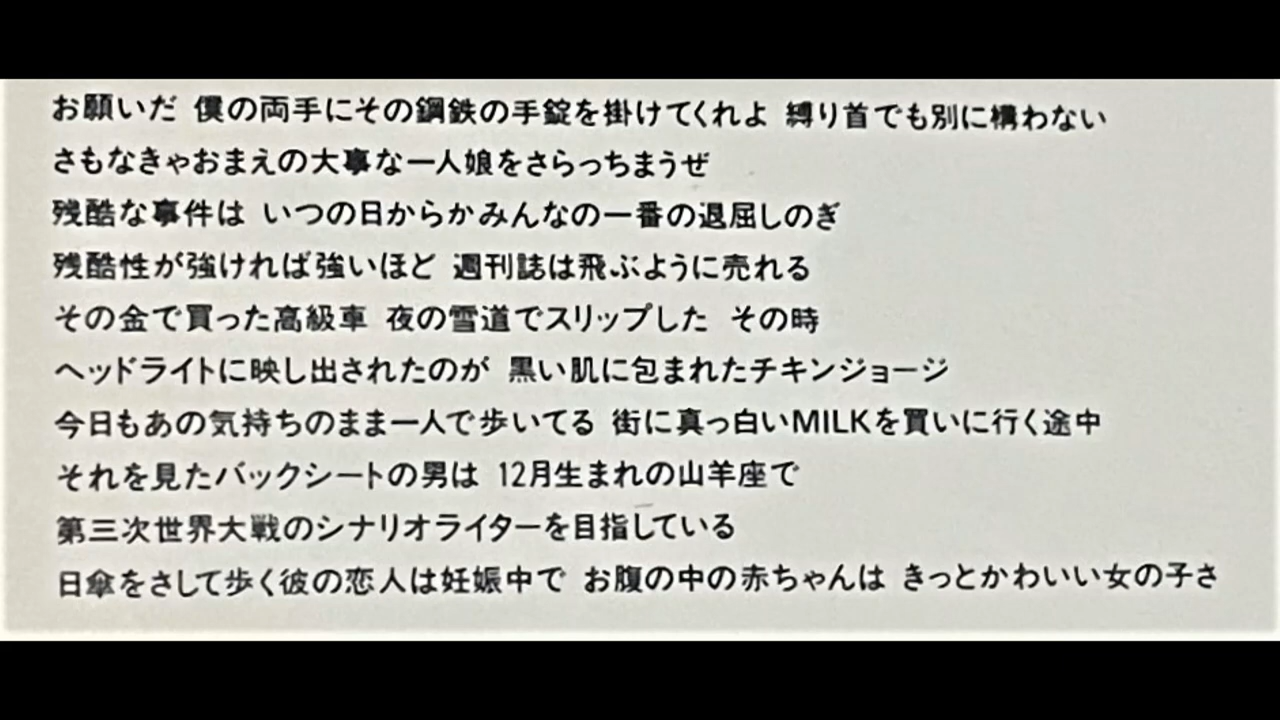 お願いだ 僕の両手にその鋼鉄の手錠を掛けてくれよ 縛り首でも別に構わない
さもなきゃおまえの大事な一人娘をさらっちまうぜ
残酷な事件は いつの日からかみんなの一番の退屈しのぎ
残酷性が強ければ強いほど 週刊誌は飛ぶように売れる
その金で買った高級車 夜の雪道でスリップした その時
ヘッドライトに映し出されたのが 黒い肌に包まれたチキンジョージ
今日もあの気持ちのまま一人で歩いてる 街に真っ白いMILKを買いに行く途中
それを見たバックシートの男は 12月生まれの山羊座で
第三次世界大戦のシナリオライターを目指している
日傘をさして歩く彼の恋人は妊娠中で お腹の中の赤ちゃんは きっとかわいい女の子さ